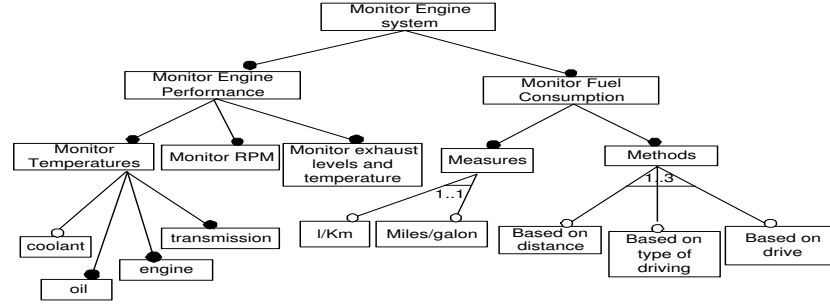 Monitor Engine
system
Monitor Engine
Performance
Monitor Fuel
Consumption
Monitor
Temperatures
Monitor RPM
Monitor exhaust
levels and
temperature
Measures
Methods
1..1
1..3
coolant
oil
engine
transmission
l/Km
Miles/galon
Based on
distance
Based on
type of
driving
Based on
drive